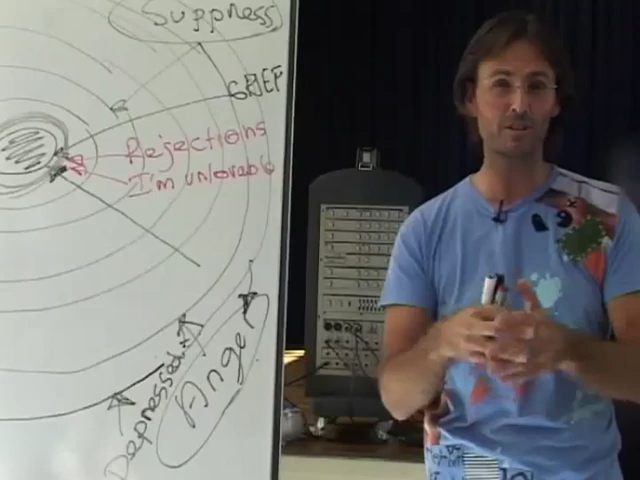 Suppress
GRIEF
Rejections
I'm unlovable
Depressed
Anger